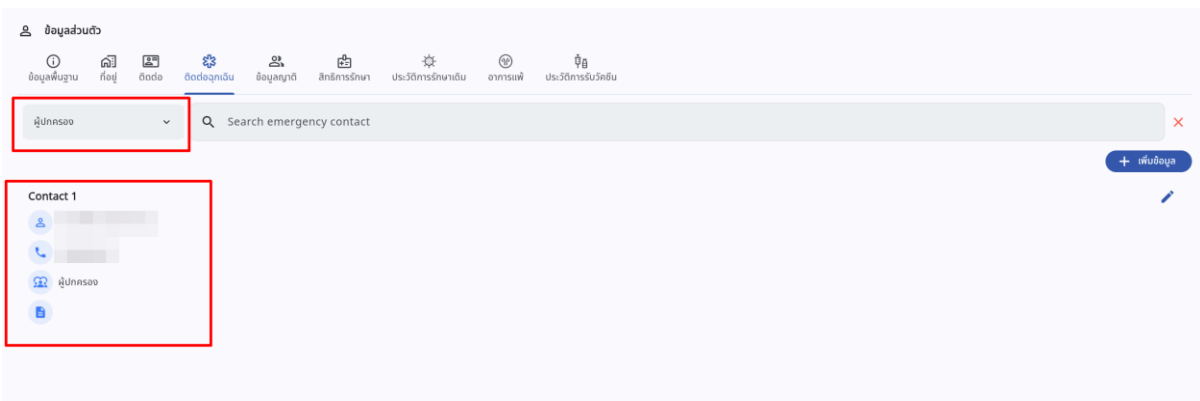 ข้อมูลส่วนตัว
ข้อมูลพื้นฐาน ที่อยู่ ติดต่อ ติดต่อฉุกเฉิน ข้อมูลญาติ สิทธิการรักษา ประวัติการรักษาเดิม อาการแพ้ ประวัติการรับวัคซีน
ผู้ปกครอง Search emergency contact
เพิ่มข้อมูล
Contact 1
ผู้ปกครอง